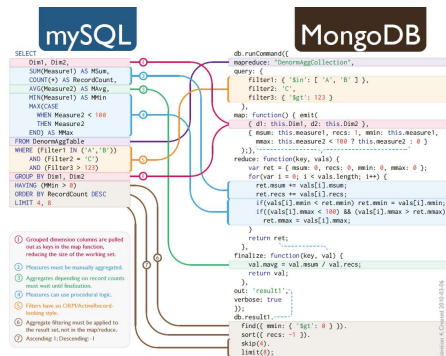 mySQL
SELECT
Dim1, Dim2,
SUM(Measure1) AS MSum,
COUNT(*) AS RecordCount,
AVG(Measure2) AS MAvg,
MIN(Measure1) AS MMin
MAX(CASE
WHEN Measure2 < 100
THEN Measure2
END) AS MMax
FROM DenormAggTable
WHERE (Filter1 IN ('A','B'))
AND (Filter2 = 'C')
AND (Filter3 > 123)
GROUP BY Dim1, Dim2
HAVING (MMin > 0)
ORDER BY RecordCount DESC
LIMIT 4, 8
1 Grouped dimension columns are pulled
out as keys in the map function,
reducing the size of the working set.
2 Measures must be manually aggregated.
3 Aggregates depending on record counts
must wait until finalization.
4 Measures can use procedural logic.
5 Filters have an ORM/ActiveRecord-
looking style.
6 Aggregate filtering must be applied to
the result set, not in the map/reduce.
7 Ascending: 1; Descending: -1
1
2
3
4
5
6
7
MongoDB
db.runCommand({
mapreduce: "DenormAggCollection",
query: {
filter1: { '$in': [ 'A', 'B' ] },
filter2: 'C',
filter3: { '$gt': 123 }
},
map: function() { emit(
{ d1: this.Dim1, d2: this.Dim2 },
{ msum: this.measure1, recs: 1, mmin: this.measure1,
mmax: this.measure2 < 100 ? this.measure2 : 0 }
);},
reduce: function(key, vals) {
var ret = { msum: 0, recs: 0, mmin: 0, mmax: 0 };
for(var i = 0; i < vals.length; i++) {
ret.msum += vals[i].msum;
ret.recs += vals[i].recs;
if(vals[i].mmin < ret.mmin) ret.mmin = vals[i].mmin;
if((vals[i].mmax < 100) && (vals[i].mmax > ret.mmax))
ret.mmax = vals[i].mmax;
}
return ret;
},
finalize: function(key, val) {
val.mavg = val.msum / val.recs;
return val;
},
out: 'result1',
verbose: true
});
db.result1.
find({ mmin: { '$gt': 0 } }).
sort({ recs: -1 }).
skip(4).
limit(8);
Created 2010-03-06